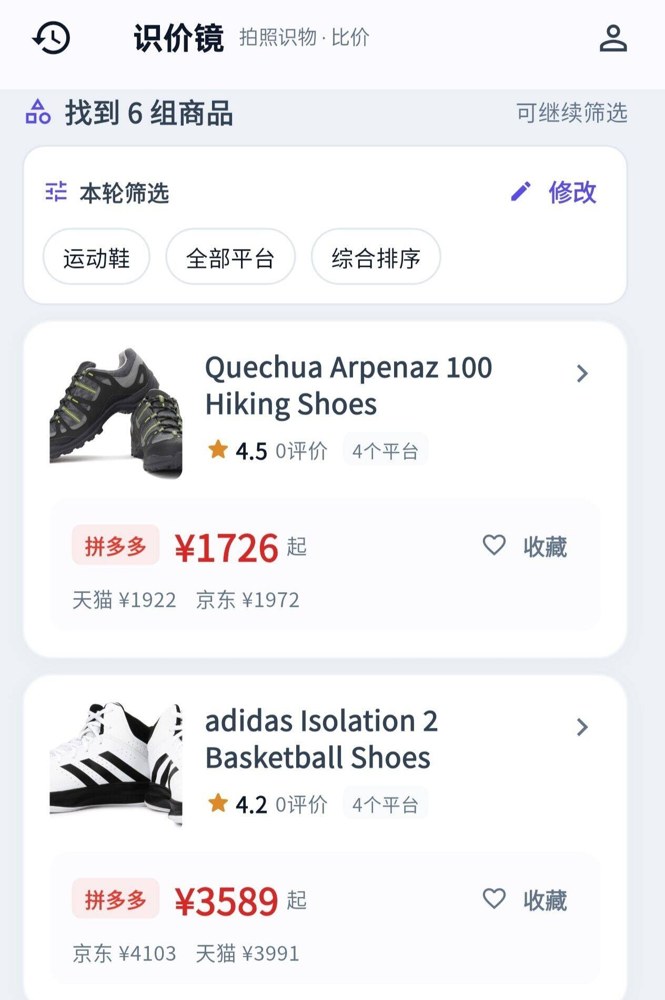 识价镜 拍照识物 · 比价
找到 6 组商品 可继续筛选
本轮筛选 修改
运动鞋 全部平台 综合排序
Quechua Arpenaz 100
Hiking Shoes
4.5 0评价 4个平台
拼多多 ¥1726 起 收藏
天猫 ¥1922 京东 ¥1972
adidas Isolation 2
Basketball Shoes
4.2 0评价 4个平台
拼多多 ¥3589 起 收藏
京东 ¥4103 天猫 ¥3991